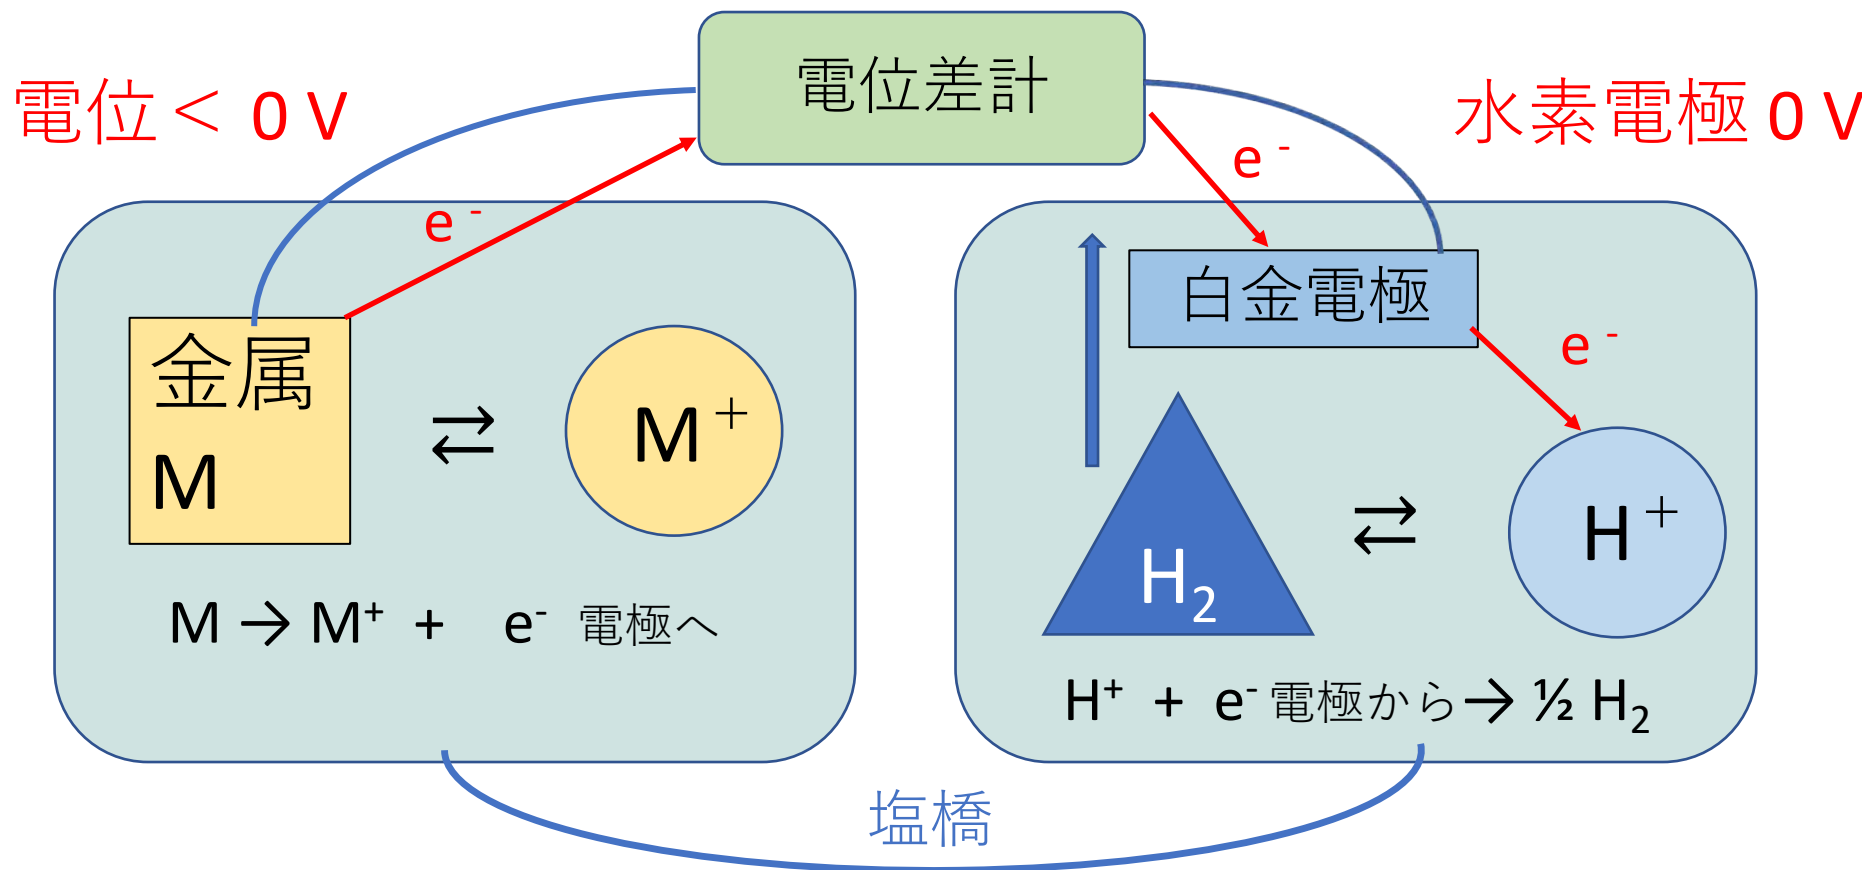 電位差計
電位 < 0 V
水素電極 0 V
e -
e -
金属
M
⇄
M +
白金電極
e -
H2
⇄
H +
M → M+ + e- 電極へ
H+ + e- 電極から → ½ H2
塩橋